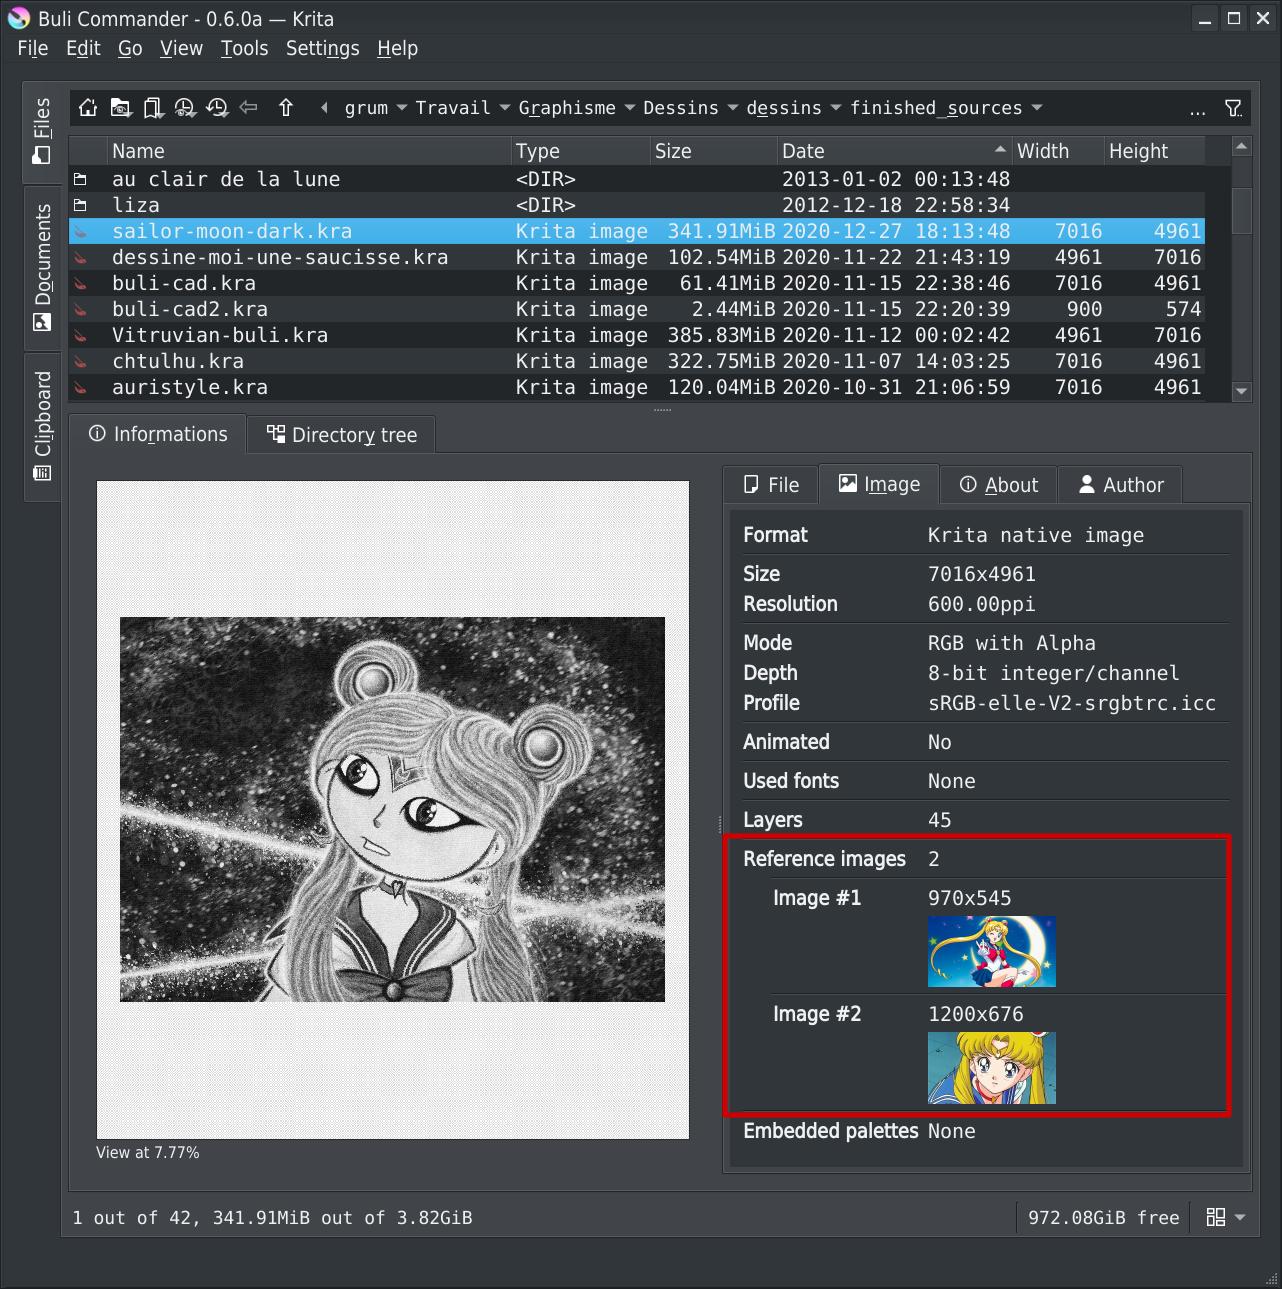 Buli Commander - 0.6.0a — Krita
File Edit Go View Tools Settings Help
Files
Documents
Clipboard
grum Travail Graphisme Dessins dessins finished_sources ...
Name Type Size Date Width Height
au clair de la lune <DIR> 2013-01-02 00:13:48
liza <DIR> 2012-12-18 22:58:34
sailor-moon-dark.kra Krita image 341.91MiB 2020-12-27 18:13:48 7016 4961
dessine-moi-une-saucisse.kra Krita image 102.54MiB 2020-11-22 21:43:19 4961 7016
buli-cad.kra Krita image 61.41MiB 2020-11-15 22:38:46 7016 4961
buli-cad2.kra Krita image 2.44MiB 2020-11-15 22:20:39 900 574
Vitruvian-buli.kra Krita image 385.83MiB 2020-11-12 00:02:42 4961 7016
chtulhu.kra Krita image 322.75MiB 2020-11-07 14:03:25 7016 4961
auristyle.kra Krita image 120.04MiB 2020-10-31 21:06:59 7016 4961
Informations Directory tree
File Image About Author
Format Krita native image
Size 7016x4961
Resolution 600.00ppi
Mode RGB with Alpha
Depth 8-bit integer/channel
Profile sRGB-elle-V2-srgbtrc.icc
Animated No
Used fonts None
Layers 45
Reference images 2
Image #1 970x545
Image #2 1200x676
Embedded palettes None
View at 7.77%
1 out of 42, 341.91MiB out of 3.82GiB 972.08GiB free